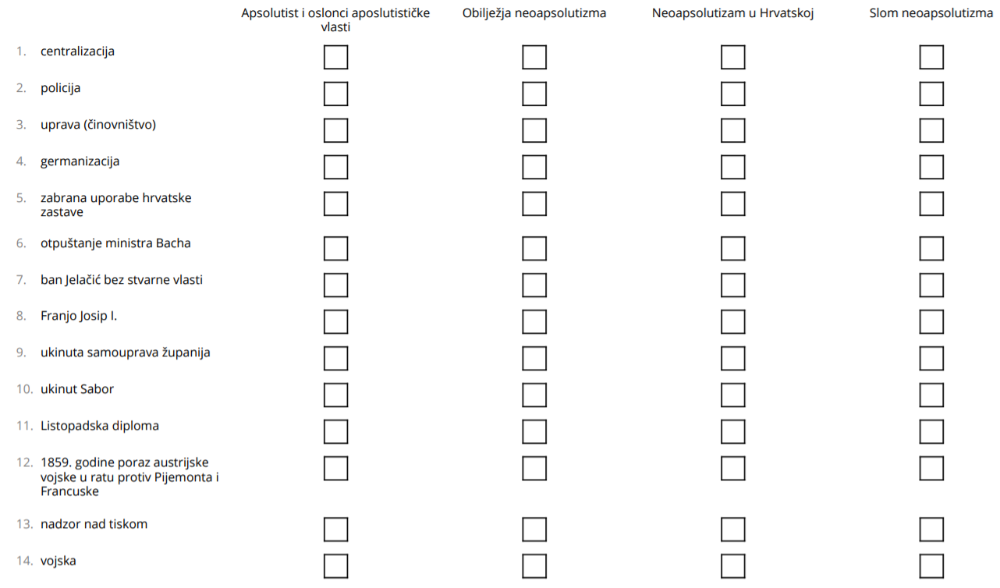 Apsolutist i oslonci aposlutističke
vlasti
Obilježja neoapsolutizma
Neoapsolutizam u Hrvatskoj
Slom neoapsolutizma
1. centralizacija
2. policija
3. uprava (činovništvo)
4. germanizacija
5. zabrana uporabe hrvatske
zastave
6. otpuštanje ministra Bacha
7. ban Jelačić bez stvarne vlasti
8. Franjo Josip I.
9. ukinuta samouprava županija
10. ukinut Sabor
11. Listopadska diploma
12. 1859. godine poraz austrijske
vojske u ratu protiv Pijemonta i
Francuske
13. nadzor nad tiskom
14. vojska